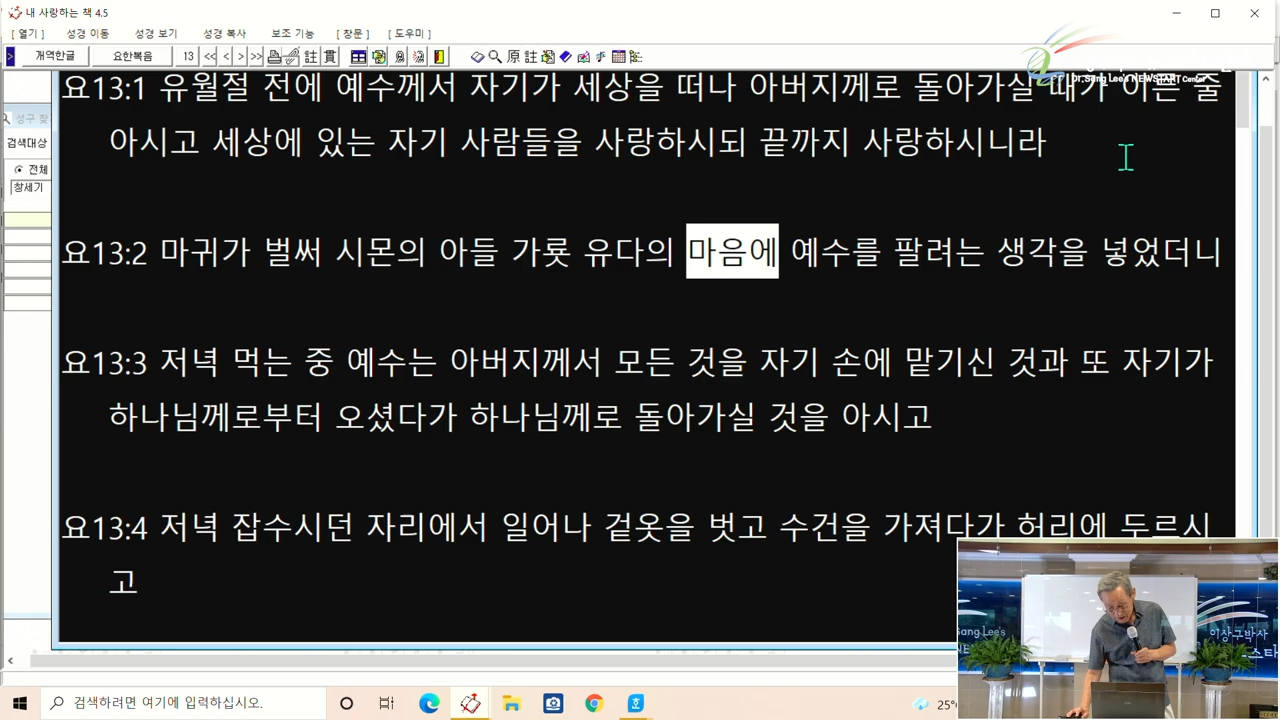 내 사랑하는 책 4.5
[ 열기 ] 성경 이동 성경 보기 성경 복사 보조 기능 [ 창문 ] [ 도우미 ]
개역한글 요한복음 13 << < > >> 原 註
Dr.Sang Lee's NEWSTART Center
요13:1 유월절 전에 예수께서 자기가 세상을 떠나 아버지께로 돌아가실 때가 이른 줄
아시고 세상에 있는 자기 사람들을 사랑하시되 끝까지 사랑하시니라
성구 찾
검색대상
전체
창세기
요13:2 마귀가 벌써 시몬의 아들 가룟 유다의 마음에 예수를 팔려는 생각을 넣었더니
요13:3 저녁 먹는 중 예수는 아버지께서 모든 것을 자기 손에 맡기신 것과 또 자기가
하나님께로부터 오셨다가 하나님께로 돌아가실 것을 아시고
요13:4 저녁 잡수시던 자리에서 일어나 겉옷을 벗고 수건을 가져다가 허리에 두르시
고
Sang Lee's
이상구박사
검색하려면 여기에 입력하십시오.
25°